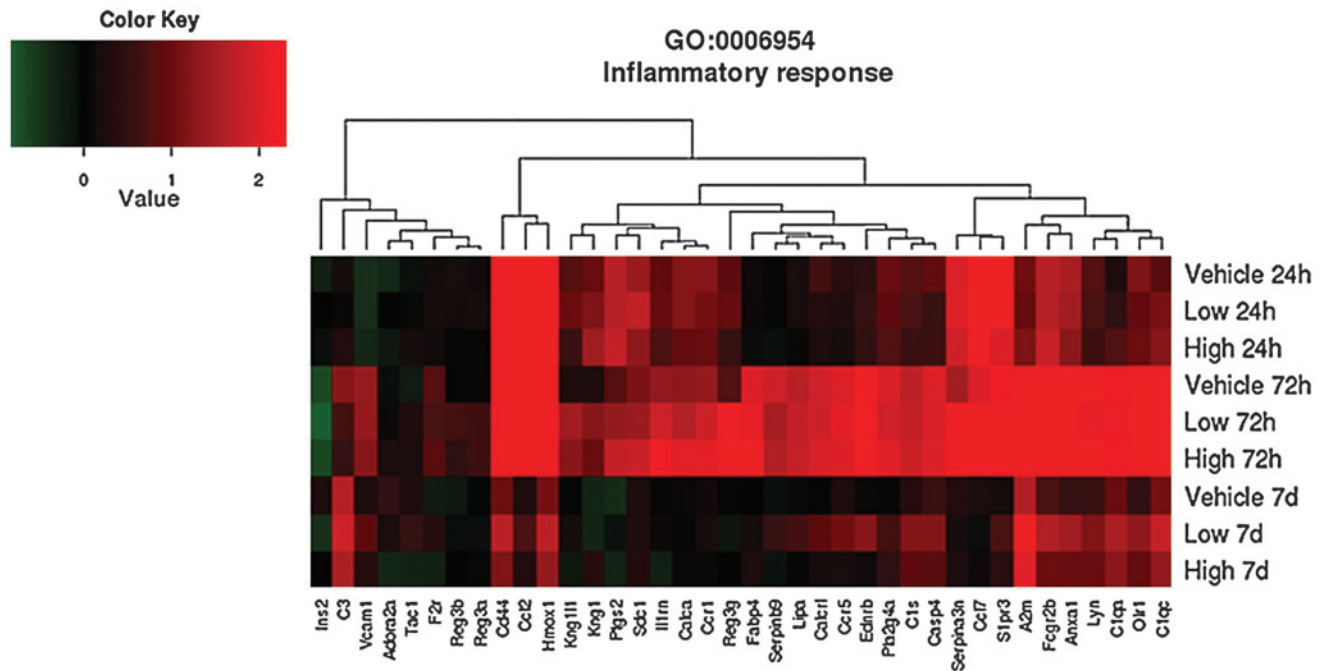 Color Key
0 1 2
Value
GO:0006954
Inflammatory response
Vehicle 24h
Low 24h
High 24h
Vehicle 72h
Low 72h
High 72h
Vehicle 7d
Low 7d
High 7d
Ins2
C3
Vcam1
Adora2a
Tac1
F2r
Reg3b
Reg3a
Cd44
Ccl2
Hmox1
Kng1l1
Kng1
Ptgs2
Sdc1
Il1rn
Calca
Ccr1
Reg3g
Fabp4
Serpinb9
Lipa
Calcrl
Ccr5
Ednrb
Pla2g4a
C1s
Casp4
Serpina3n
Ccl7
S1pr3
A2m
Fcgr2b
Anxa1
Lyn
C1qa
Olr1
C1qc